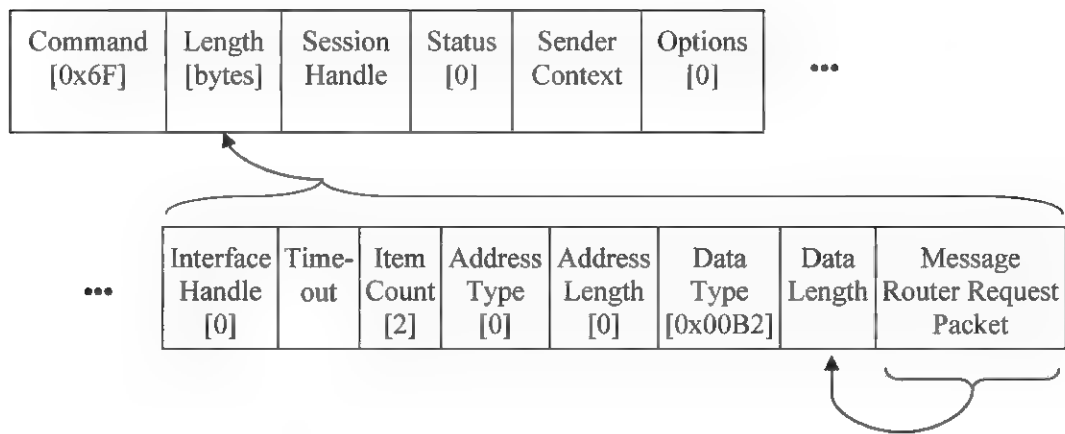 Command Length Session Status Sender Options
[0x6F] [bytes] Handle [0] Context [0] •••
Interface Time- Item Address Address Data Data Message
••• Handle out Count Type Length Type Length Router Request
[0] [2] [0] [0] [0x00B2] Packet